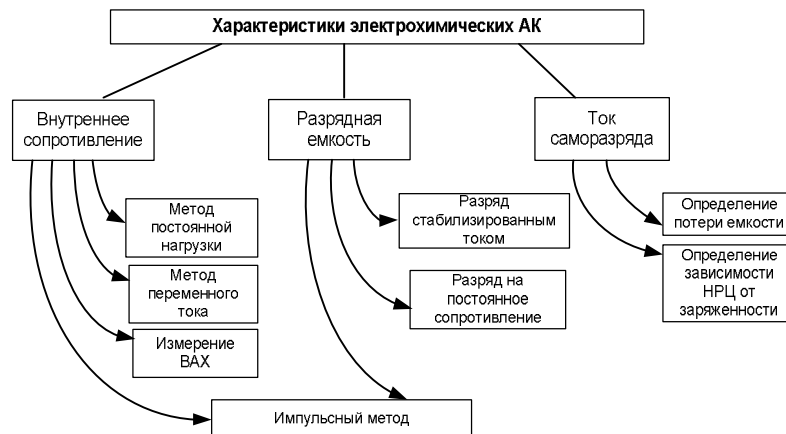 Характеристики электрохимических АК
Внутреннее
сопротивление
Разрядная
емкость
Ток
саморазряда
Метод
постоянной
нагрузки
Метод
переменного
тока
Измерение
ВАХ
Разряд
стабилизированным
током
Разряд на
постоянное
сопротивление
Определение
потери емкости
Определение
зависимости
НРЦ от
заряженности
Импульсный метод